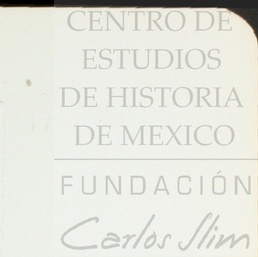 CENTRO DE
ESTUDIOS
DE HISTORIA
DE MEXICO
FUNDACIÓN
Carlos Slim